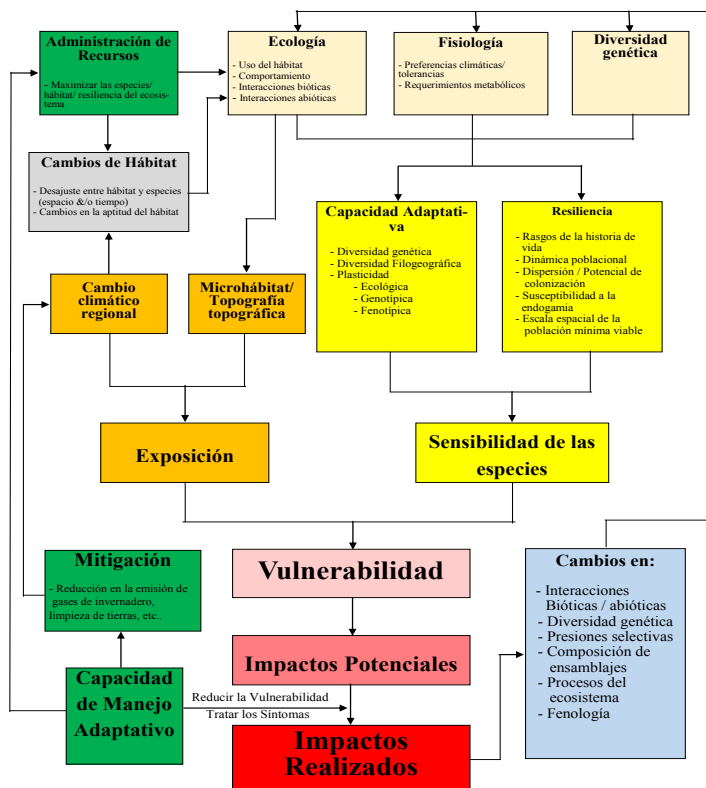 Administración de
Recursos
- Maximizar las especies/
hábitat/ resiliencia del ecosis-
tema
Ecología
- Uso del hábitat
- Comportamiento
- Interacciones bióticas
- Interacciones abióticas
Fisiología
- Preferencias climáticas/
tolerancias
- Requerimientos metabólicos
Diversidad
genética
Cambios de Hábitat
- Desajuste entre hábitat y especies
(espacio &/o tiempo)
- Cambios en la aptitud del hábitat
Capacidad Adaptati-
va
- Diversidad genética
- Diversidad Filogeográfica
- Plasticidad
- Ecológica
- Genotípica
- Fenotípica
Resiliencia
- Rasgos de la historia de
vida
- Dinámica poblacional
- Dispersión / Potencial de
colonización
- Susceptibilidad a la
endogamia
- Escala espacial de la
población mínima viable
Cambio
climático
regional
Microhábitat/
Topografía
topográfica
Exposición
Sensibilidad de las
especies
Mitigación
- Reducción en la emisión de
gases de invernadero,
limpieza de tierras, etc..
Vulnerabilidad
Cambios en:
- Interacciones
Bióticas / abióticas
- Diversidad genética
- Presiones selectivas
- Composición de
ensamblajes
- Procesos del
ecosistema
- Fenología
Impactos Potenciales
Capacidad
de Manejo
Adaptativo
Reducir la Vulnerabilidad
Tratar los Síntomas
Impactos
Realizados